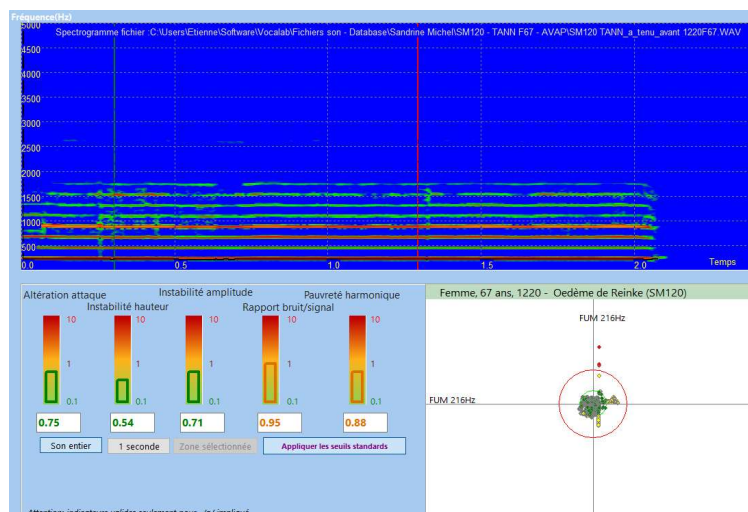 Fréquence(Hz)
5000
Spectrogramme fichier :C:\Users\Etienne\Software\Vocalab\Fichiers son - Database\Sandrine Michel\SM120 - TANN F67 - AVAP\SM120 TANN_a_tenu_avant 1220F67.WAV
4500
4000
3500
3000
2500
2000
1500
1000
500
0.0 0.5 1 1.5 2.0 Temps
Altération attaque Instabilité amplitude Pauvreté harmonique
Instabilité hauteur Rapport bruit/signal
10 10 10 10 10
1 1 1 1 1
0.1 0.1 0.1 0.1 0.1
0.75 0.54 0.71 0.95 0.88
Son entier 1 seconde Zone sélectionnée Appliquer les seuils standards
Femme, 67 ans, 1220 - Oedème de Reinke (SM120)
FUM 216Hz
FUM 216Hz